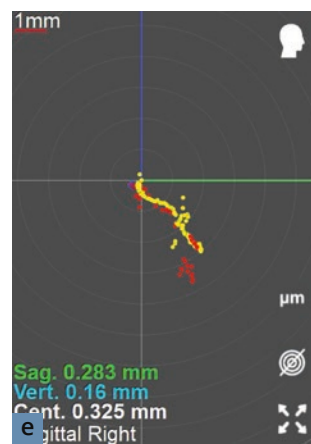 1mm
µm
Sag. 0.283 mm
Vert. 0.16 mm
Cent. 0.325 mm
e
gittal Right